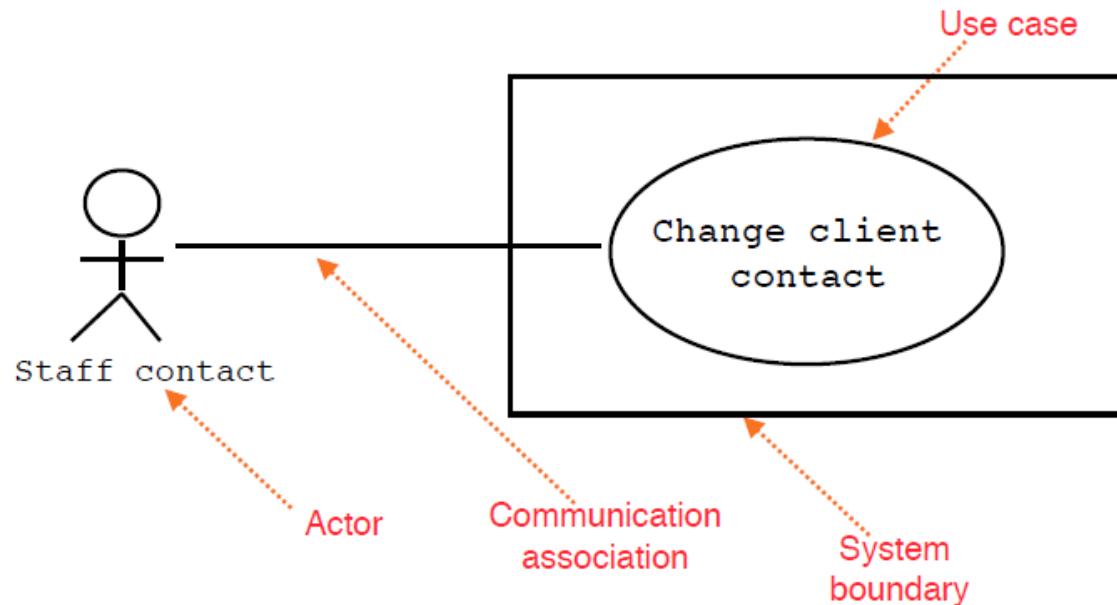 Use case
Change client
contact
Staff contact
Actor
Communication
association
System
boundary